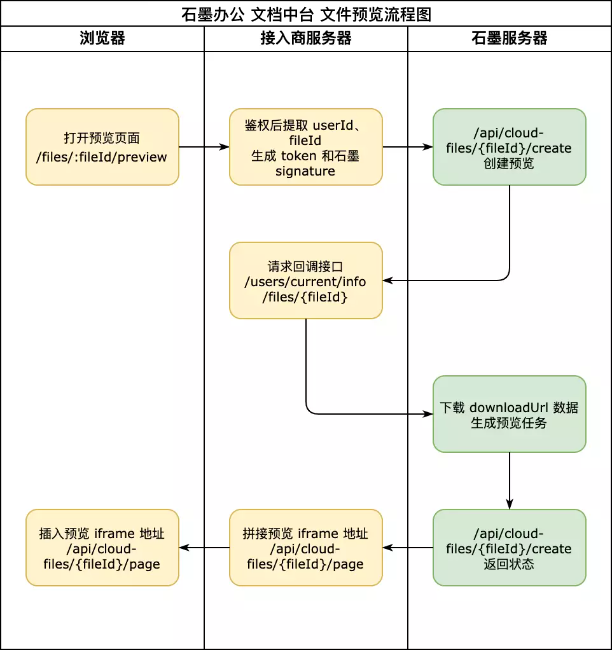 石墨办公 文档中台 文件预览流程图
浏览器
接入商服务器
石墨服务器
打开预览页面
/files/:fileId/preview
鉴权后提取 userId、
fileId
生成 token 和石墨
signature
/api/cloud-
files/{fileId}/create
创建预览
请求回调接口
/users/current/info
/files/{fileId}
下载 downloadUrl 数据
生成预览任务
插入预览 iframe 地址
/api/cloud-
files/{fileId}/page
拼接预览 iframe 地址
/api/cloud-
files/{fileId}/page
/api/cloud-
files/{fileId}/create
返回状态